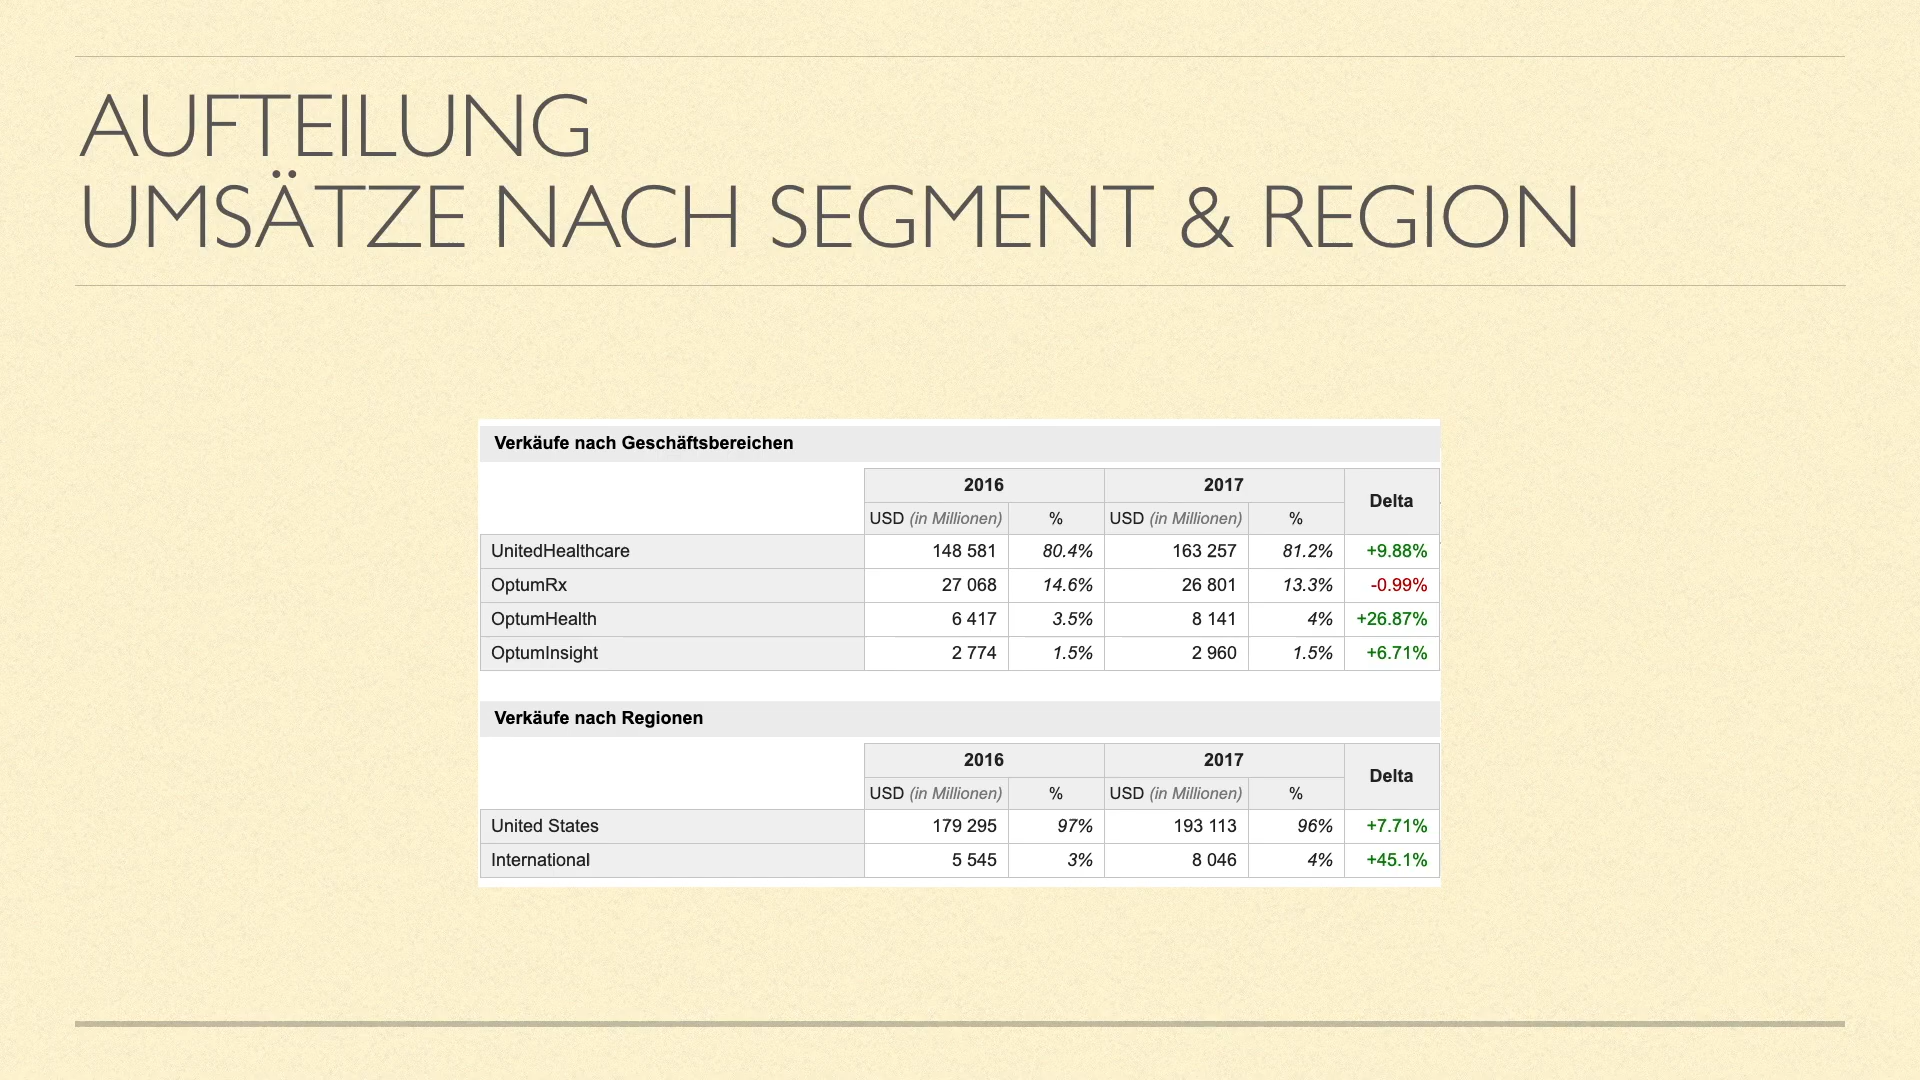 AUFTEILUNG
UMSÄTZE NACH SEGMENT & REGION
Verkäufe nach Geschäftsbereichen
2016 2017 Delta
USD (in Millionen) % USD (in Millionen) %
UnitedHealthcare 148 581 80.4% 163 257 81.2% +9.88%
OptumRx 27 068 14.6% 26 801 13.3% -0.99%
OptumHealth 6 417 3.5% 8 141 4% +26.87%
OptumInsight 2 774 1.5% 2 960 1.5% +6.71%
Verkäufe nach Regionen
2016 2017 Delta
USD (in Millionen) % USD (in Millionen) %
United States 179 295 97% 193 113 96% +7.71%
International 5 545 3% 8 046 4% +45.1%